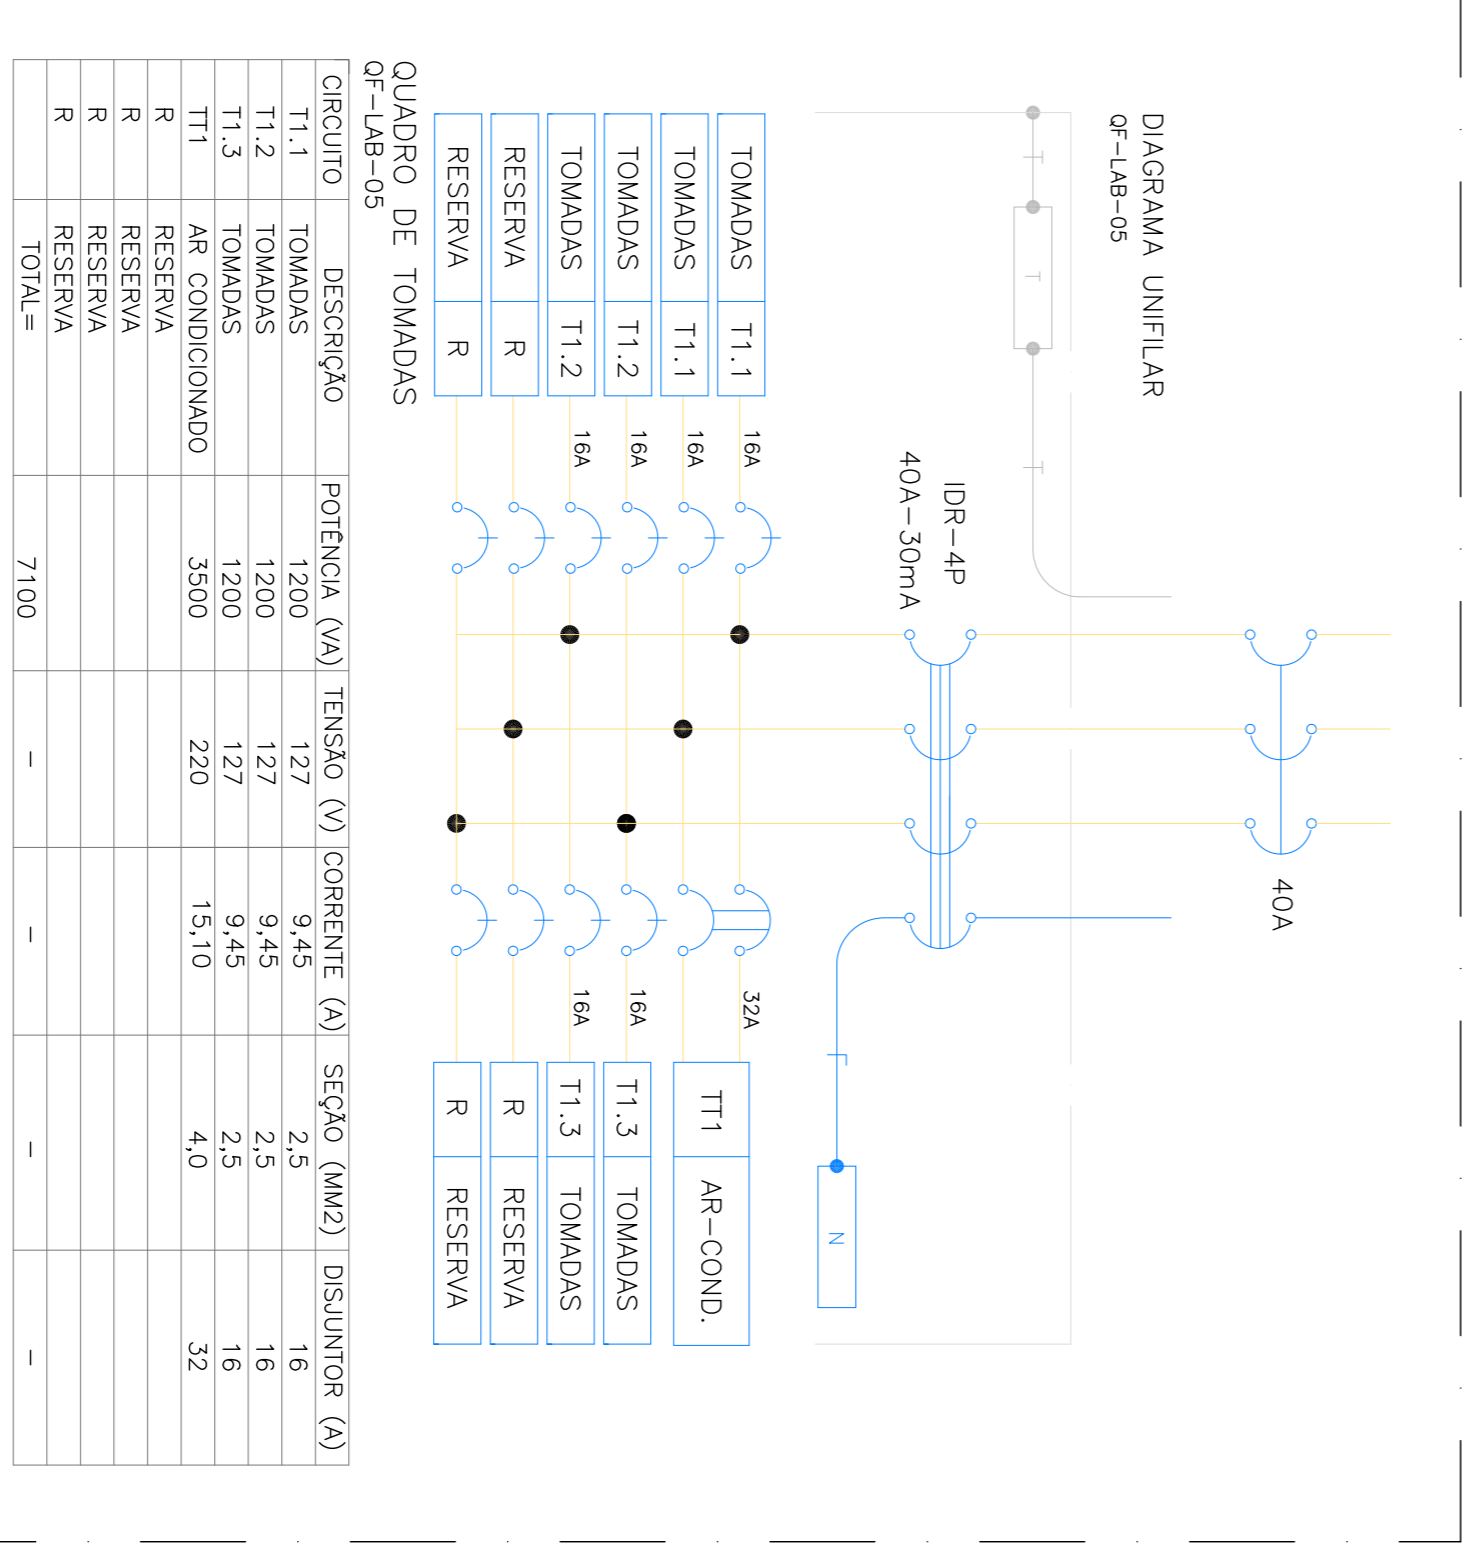 DIAGRAMA UNIFILAR
QF-LAB-05
40A
T
IDR-4P
40A-30mA
N
TOMADAS T1.1 16A 32A TT1 AR-COND.
TOMADAS T1.1 16A
TOMADAS T1.2 16A 16A T1.3 TOMADAS
TOMADAS T1.2 16A 16A T1.3 TOMADAS
RESERVA R R RESERVA
RESERVA R R RESERVA
QUADRO DE TOMADAS
QF-LAB-05
CIRCUITO DESCRIÇÃO POTÊNCIA (VA) TENSÃO (V) CORRENTE (A) SEÇÃO (MM2) DISJUNTOR (A)
T1.1 TOMADAS 1200 127 9,45 2,5 16
T1.2 TOMADAS 1200 127 9,45 2,5 16
T1.3 TOMADAS 1200 127 9,45 2,5 16
TT1 AR CONDICIONADO 3500 220 15,10 4,0 32
R RESERVA
R RESERVA
R RESERVA
R RESERVA
TOTAL= 7100 - - - -